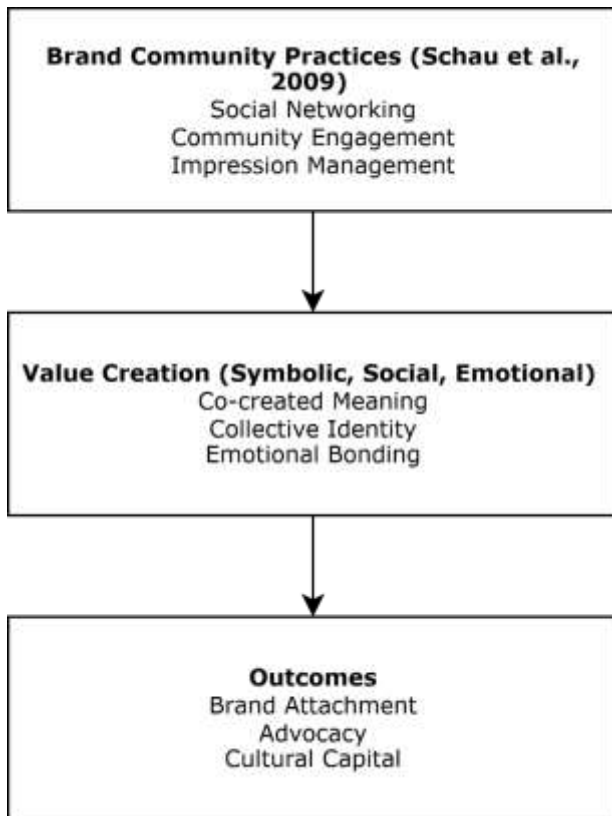 Brand Community Practices (Schau et al.,
2009)
Social Networking
Community Engagement
Impression Management
Value Creation (Symbolic, Social, Emotional)
Co-created Meaning
Collective Identity
Emotional Bonding
Outcomes
Brand Attachment
Advocacy
Cultural Capital